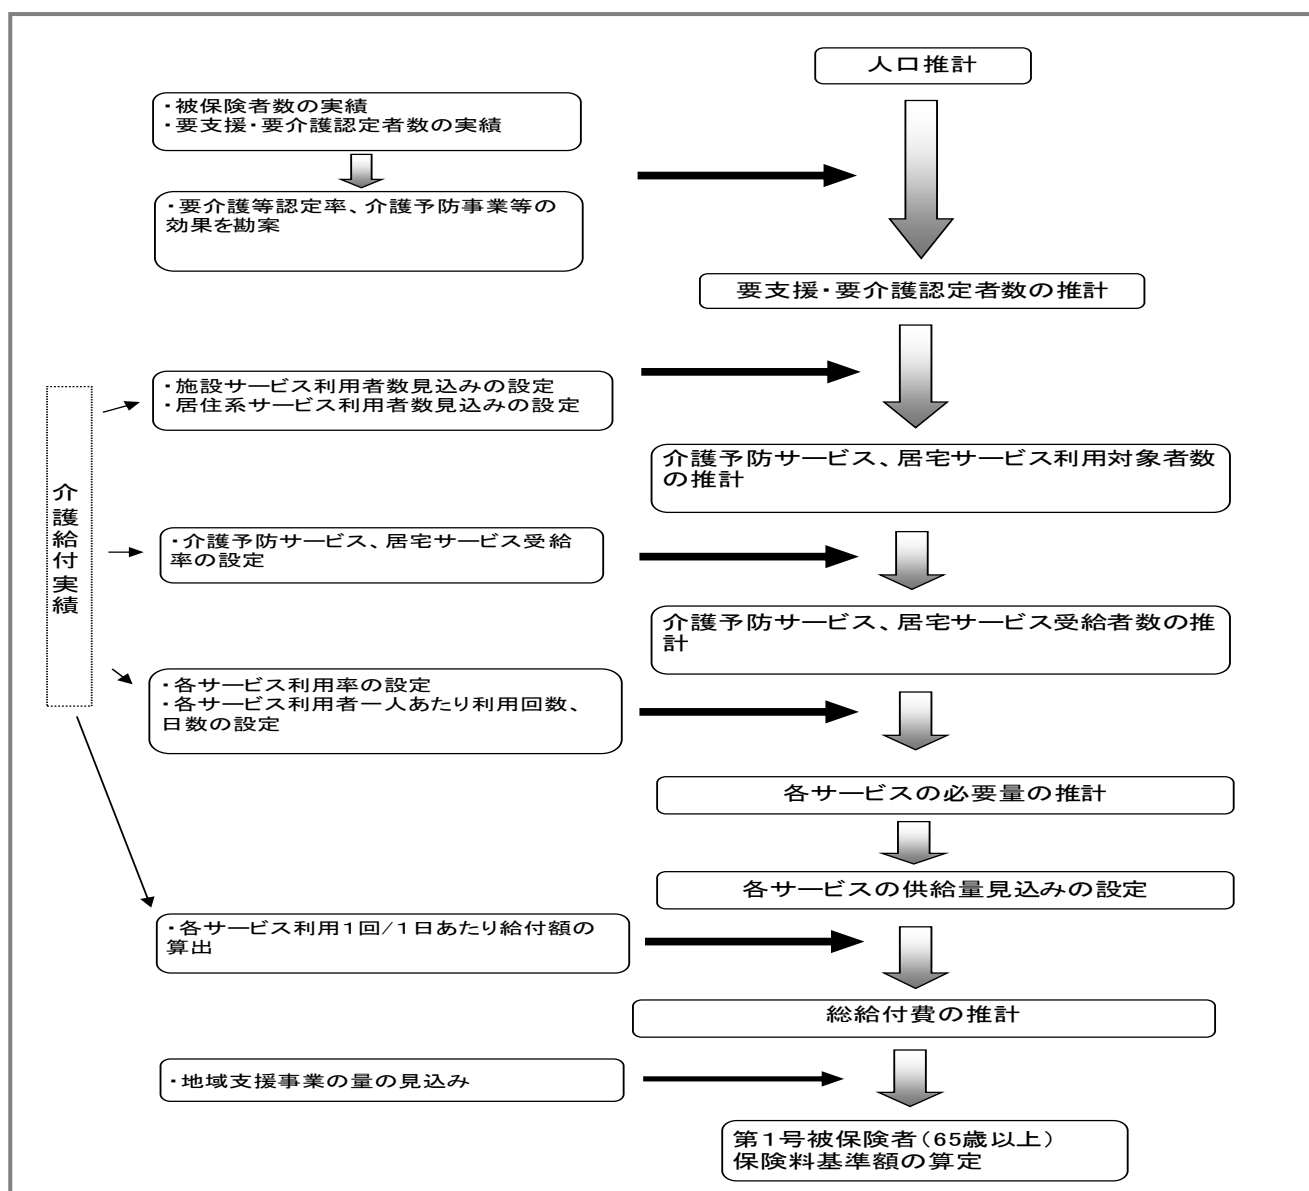 人口推計
・被保険者数の実績
・要支援・要介護認定者数の実績
・要介護等認定率、介護予防事業等の
効果を勘案
要支援・要介護認定者数の推計
・施設サービス利用者数見込みの設定
・居住系サービス利用者数見込みの設定
介護予防サービス、居宅サービス利用対象者数
の推計
介護給付実績
・介護予防サービス、居宅サービス受給
率の設定
介護予防サービス、居宅サービス受給者数の推
計
・各サービス利用率の設定
・各サービス利用者一人あたり利用回数、
日数の設定
各サービスの必要量の推計
各サービスの供給量見込みの設定
・各サービス利用1回/1日あたり給付額の
算出
総給付費の推計
・地域支援事業の量の見込み
第1号被保険者(65歳以上)
保険料基準額の算定